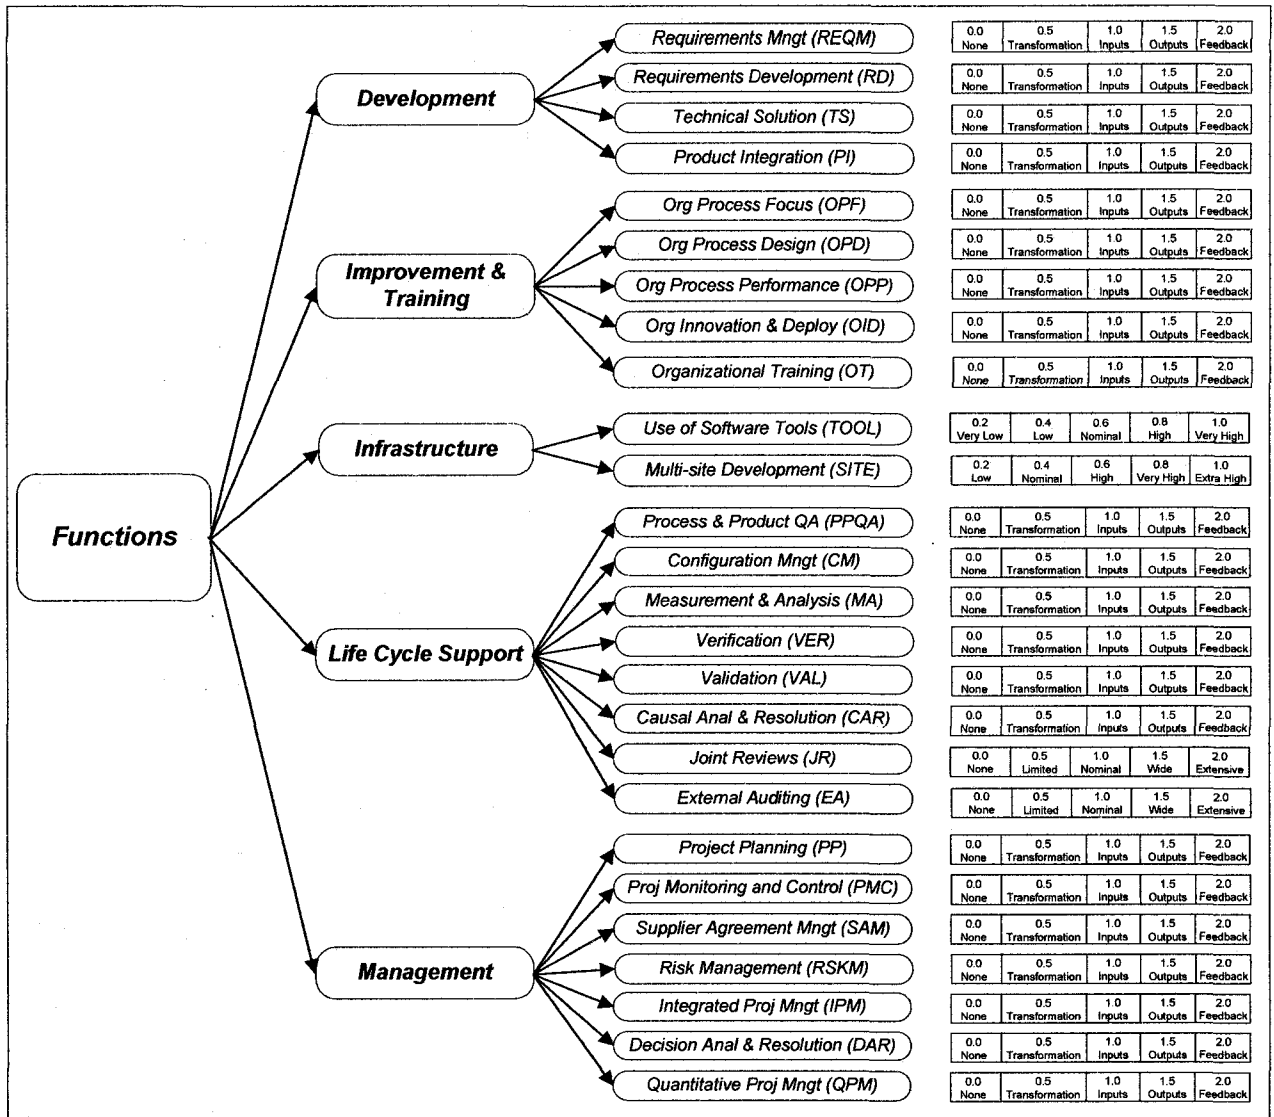 Functions
Development
Requirements Mngt (REQM)
0.0 0.5 1.0 1.5 2.0
None Transformation Inputs Outputs Feedback
Requirements Development (RD)
0.0 0.5 1.0 1.5 2.0
None Transformation Inputs Outputs Feedback
Technical Solution (TS)
0.0 0.5 1.0 1.5 2.0
None Transformation Inputs Outputs Feedback
Product Integration (PI)
0.0 0.5 1.0 1.5 2.0
None Transformation Inputs Outputs Feedback
Improvement &
Training
Org Process Focus (OPF)
0.0 0.5 1.0 1.5 2.0
None Transformation Inputs Outputs Feedback
Org Process Design (OPD)
0.0 0.5 1.0 1.5 2.0
None Transformation Inputs Outputs Feedback
Org Process Performance (OPP)
0.0 0.5 1.0 1.5 2.0
None Transformation Inputs Outputs Feedback
Org Innovation & Deploy (OID)
0.0 0.5 1.0 1.5 2.0
None Transformation Inputs Outputs Feedback
Organizational Training (OT)
0.0 0.5 1.0 1.5 2.0
None Transformation Inputs Outputs Feedback
Infrastructure
Use of Software Tools (TOOL)
0.2 0.4 0.6 0.8 1.0
Very Low Low Nominal High Very High
Multi-site Development (SITE)
0.2 0.4 0.6 0.8 1.0
Low Nominal High Very High Extra High
Life Cycle Support
Process & Product QA (PPQA)
0.0 0.5 1.0 1.5 2.0
None Transformation Inputs Outputs Feedback
Configuration Mngt (CM)
0.0 0.5 1.0 1.5 2.0
None Transformation Inputs Outputs Feedback
Measurement & Analysis (MA)
0.0 0.5 1.0 1.5 2.0
None Transformation Inputs Outputs Feedback
Verification (VER)
0.0 0.5 1.0 1.5 2.0
None Transformation Inputs Outputs Feedback
Validation (VAL)
0.0 0.5 1.0 1.5 2.0
None Transformation Inputs Outputs Feedback
Causal Anal & Resolution (CAR)
0.0 0.5 1.0 1.5 2.0
None Transformation Inputs Outputs Feedback
Joint Reviews (JR)
0.0 0.5 1.0 1.5 2.0
None Limited Nominal Wide Extensive
External Auditing (EA)
0.0 0.5 1.0 1.5 2.0
None Limited Nominal Wide Extensive
Management
Project Planning (PP)
0.0 0.5 1.0 1.5 2.0
None Transformation Inputs Outputs Feedback
Proj Monitoring and Control (PMC)
0.0 0.5 1.0 1.5 2.0
None Transformation Inputs Outputs Feedback
Supplier Agreement Mngt (SAM)
0.0 0.5 1.0 1.5 2.0
None Transformation Inputs Outputs Feedback
Risk Management (RSKM)
0.0 0.5 1.0 1.5 2.0
None Transformation Inputs Outputs Feedback
Integrated Proj Mngt (IPM)
0.0 0.5 1.0 1.5 2.0
None Transformation Inputs Outputs Feedback
Decision Anal & Resolution (DAR)
0.0 0.5 1.0 1.5 2.0
None Transformation Inputs Outputs Feedback
Quantitative Proj Mngt (QPM)
0.0 0.5 1.0 1.5 2.0
None Transformation Inputs Outputs Feedback